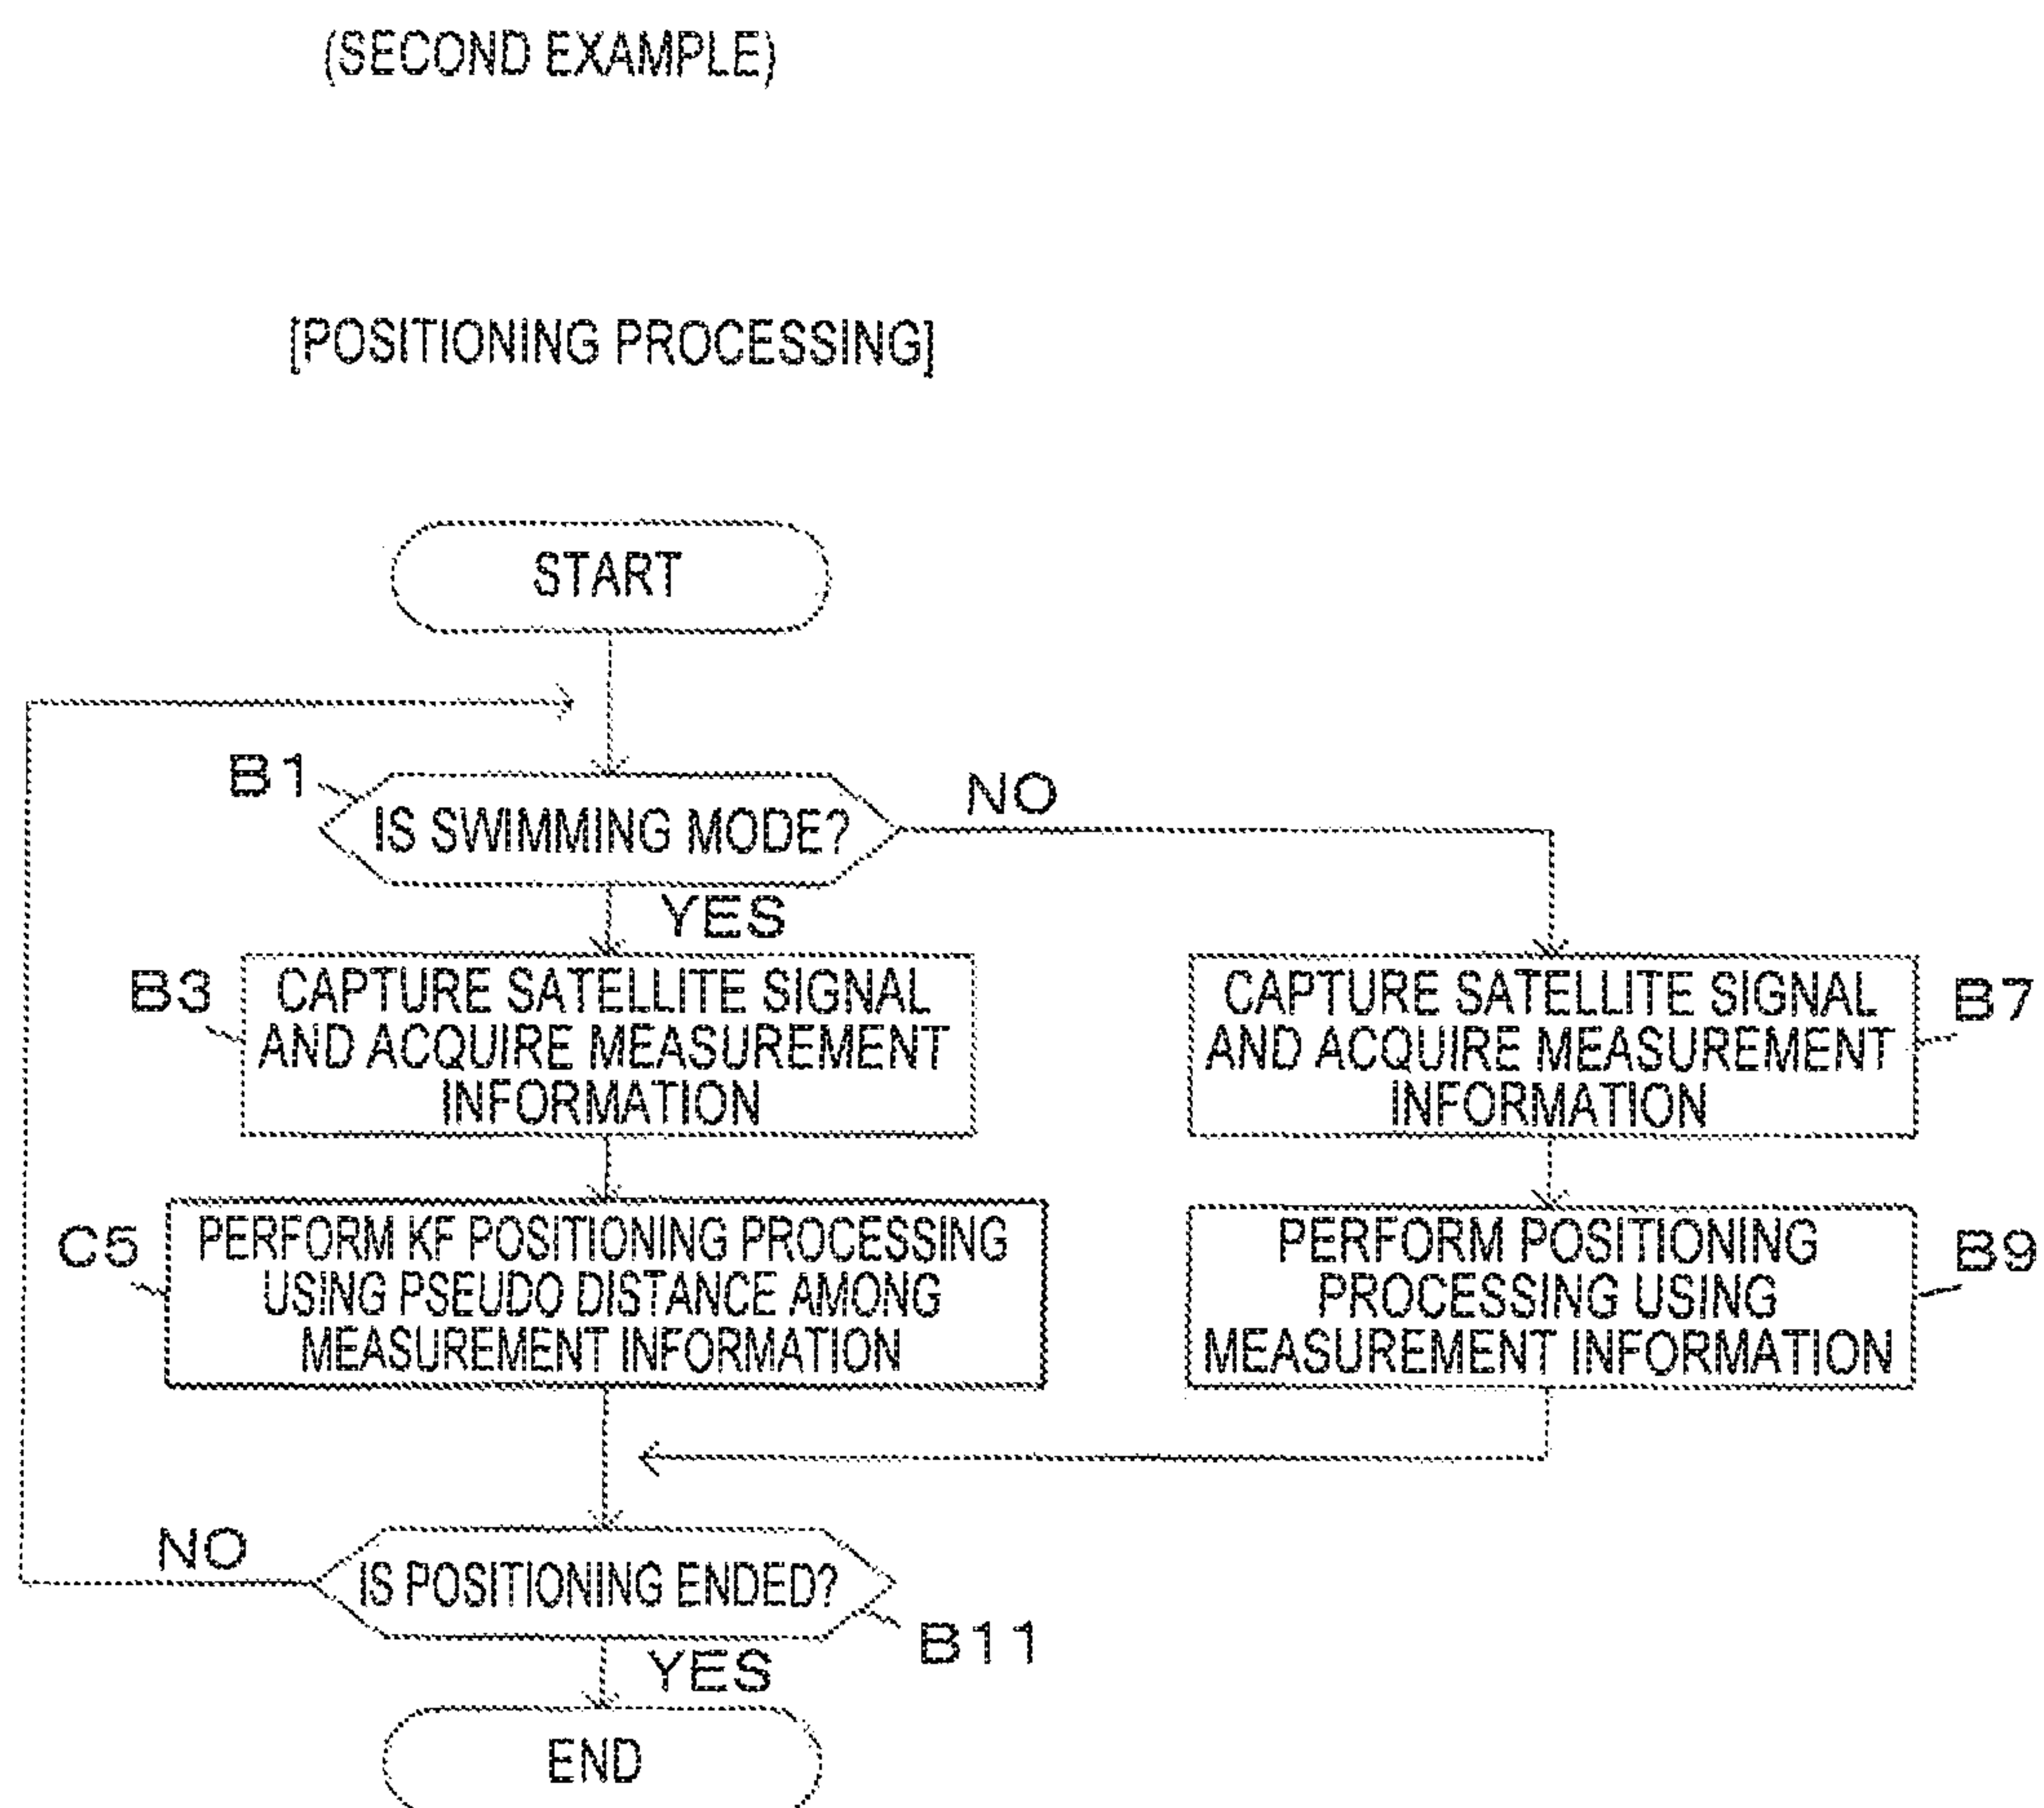 (SECOND EXAMPLE)
[POSITIONING PROCESSING]
START
B1
IS SWIMMING MODE?
NO
YES
B3
CAPTURE SATELLITE SIGNAL
AND ACQUIRE MEASUREMENT
INFORMATION
CAPTURE SATELLITE SIGNAL
AND ACQUIRE MEASUREMENT
INFORMATION
B7
C5
PERFORM KF POSITIONING PROCESSING
USING PSEUDO DISTANCE AMONG
MEASUREMENT INFORMATION
PERFORM POSITIONING
PROCESSING USING
MEASUREMENT INFORMATION
B9
NO
IS POSITIONING ENDED?
B11
YES
END